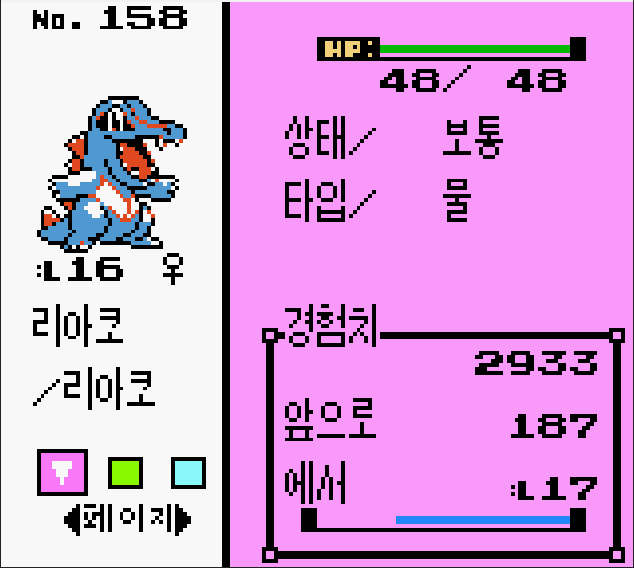 No. 158
:L16 ♀
리아코
/리아코
◀페이지▶
HP:
48/ 48
상태/ 보통
타입/ 물
경험치
2933
앞으로 187
에서 :L17